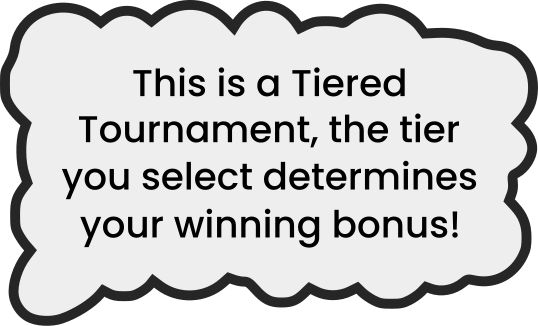 This is a Tiered
Tournament, the tier
you select determines
your winning bonus!